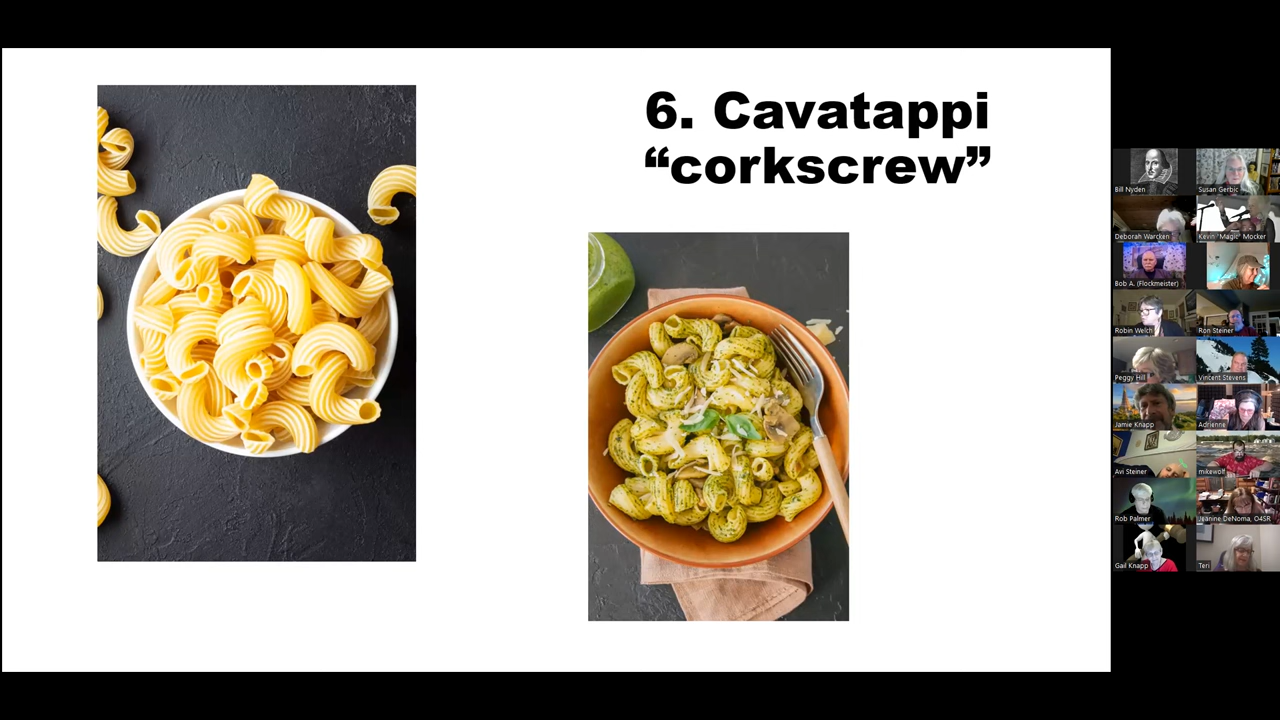 6. Cavatappi
“corkscrew”
Bill Nyden
Susan Gerbic
Deborah Warcken
Kevin "Magic" Mocker
Bob A. (Flockmeister)
Robin Welch
Ron Steiner
Peggy Hill
Vincent Stevens
Jamie Knapp
Adrienne
Avi Steiner
mikewolf
Rob Palmer
Jeanine DeNoma, O4SR
Gail Knapp
Teri